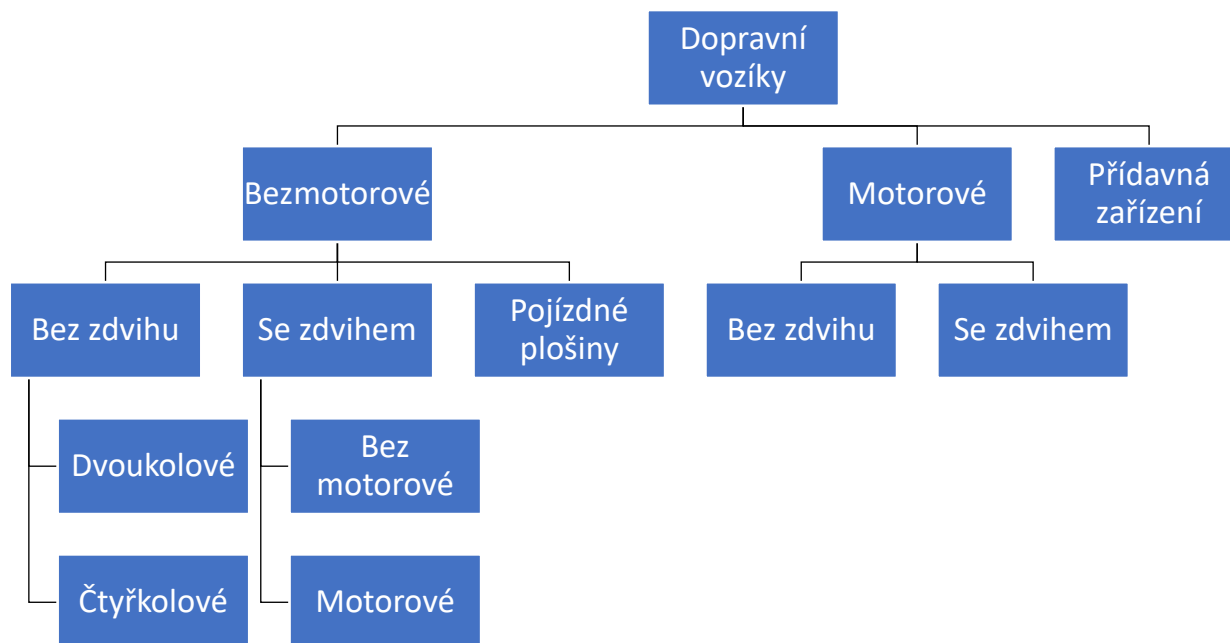 Dopravní
vozíky
Bezmotorové
Motorové
Přídavná
zařízení
Bez zdvihu
Se zdvihem
Pojízdné
plošiny
Bez zdvihu
Se zdvihem
Dvoukolové
Bez
motorové
Čtyřkolové
Motorové